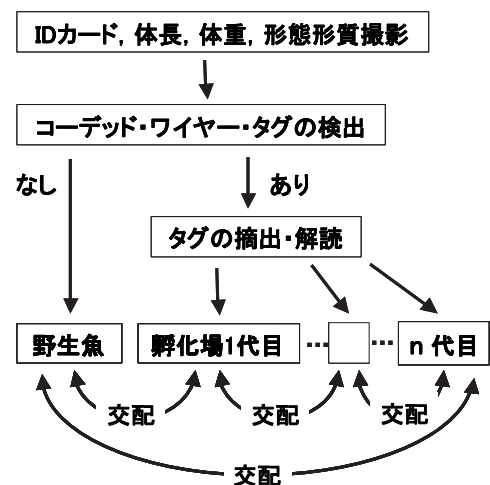 IDカード，体長，体重，形態形質撮影
コーデッド・ワイヤー・タグの検出
なし
あり
タグの摘出・解読
野生魚
孵化場1代目
…
…
n 代目
交配
交配
交配
交配